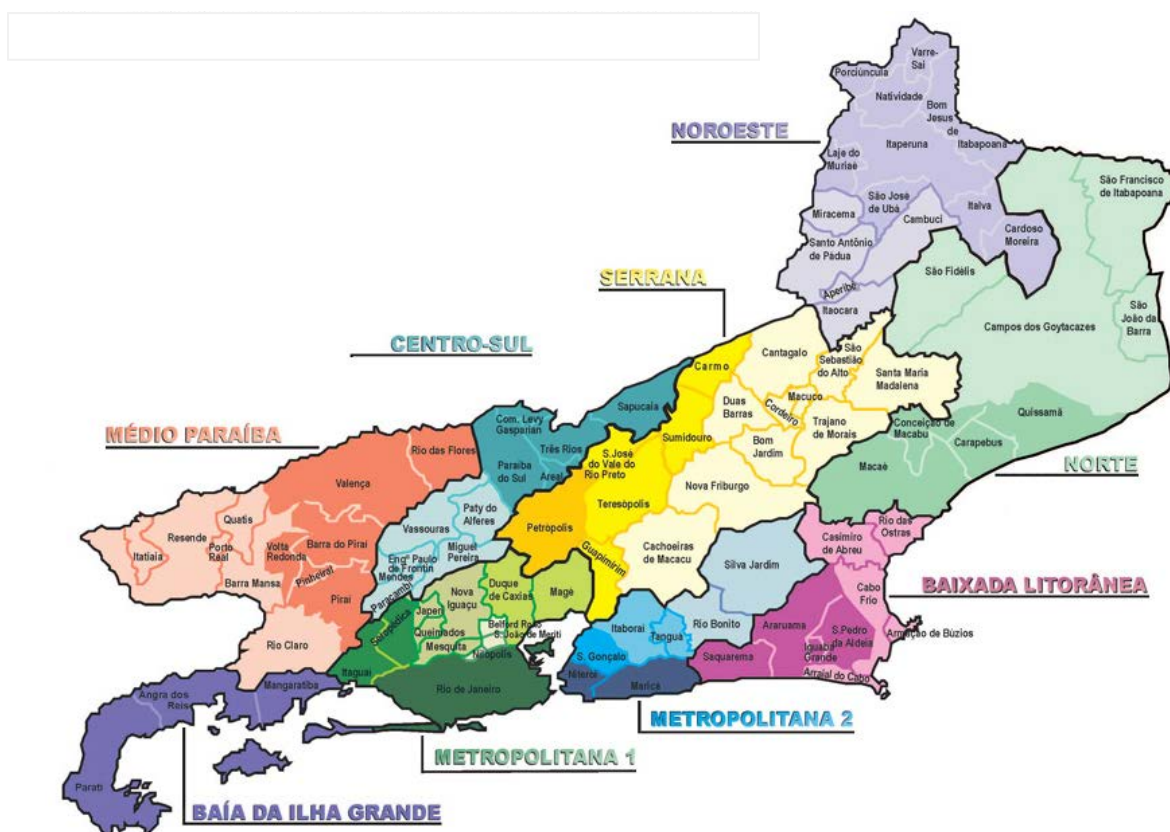 Varre-
Sai
Porciúncula
Natividade
Bom
Jesus de
Itabapoana
NOROESTE
Itaperuna
Laje do
Muriaé
São Francisco
de Itabapoana
São José
de Ubá
Italva
Miracema
Cambuci
Cardoso
Moreira
Santo Antônio
de Pádua
São Fidélis
SERRANA
Aperibé
Itaocara
São
João da
Barra
Campos dos Goytacazes
CENTRO-SUL
Cantagalo
São
Sebastião
do Alto
Carmo
Santa Maria
Madalena
Sapucaia
Macuco
Duas
Barras
Cordeiro
Com. Levy
Gasparian
Quissamã
Trajano
de Morais
Conceição de
Macabu
MÉDIO PARAÍBA
Sumidouro
Carapebus
Rio das Flores
Três Rios
S.José
do Vale do
Rio Preto
Bom
Jardim
Paraíba
do Sul
Areal
Macaé
NORTE
Valença
Nova Friburgo
Teresópolis
Paty do
Alferes
Quatis
Vassouras
Petrópolis
Rio das
Ostras
Resende
Casimiro
de Abreu
Volta
Redonda
Barra do Piraí
Porto
Real
Itatiaia
Miguel
Pereira
Guapimirim
Cachoeiras
de Macacu
Engº Paulo
de Frontin
Silva Jardim
Mendes
Pinheiral
Barra Mansa
BAIXADA LITORÂNEA
Cabo
Frio
Paracambi
Nova
Iguaçu
Duque
de Caxias
Magé
Piraí
Japeri
Seropédica
Itaboraí
Rio Bonito
Araruama
Belford Roxo
S. João de Meriti
Queimados
Tanguá
S.Pedro
da Aldeia
Armação de Búzios
Rio Claro
Mesquita
Iguaba
Grande
S. Gonçalo
Saquarema
Nilópolis
Itaguaí
Arraial do Cabo
Niterói
Mangaratiba
Rio de Janeiro
Maricá
Angra dos
Reis
METROPOLITANA 2
METROPOLITANA 1
Parati
BAÍA DA ILHA GRANDE